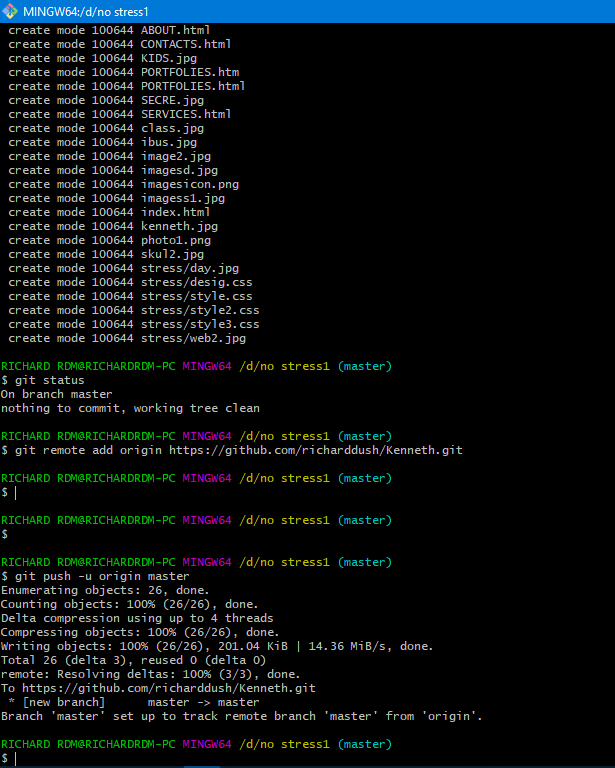 MINGW64:/d/no stress1
create mode 100644 ABOUT.html
create mode 100644 CONTACTS.html
create mode 100644 KIDS.jpg
create mode 100644 PORTFOLIES.htm
create mode 100644 PORTFOLIES.html
create mode 100644 SECRE.jpg
create mode 100644 SERVICES.html
create mode 100644 class.jpg
create mode 100644 ibus.jpg
create mode 100644 image2.jpg
create mode 100644 imagesd.jpg
create mode 100644 imagesicon.png
create mode 100644 imagess1.jpg
create mode 100644 index.html
create mode 100644 kenneth.jpg
create mode 100644 photo1.png
create mode 100644 skul2.jpg
create mode 100644 stress/day.jpg
create mode 100644 stress/desig.css
create mode 100644 stress/style.css
create mode 100644 stress/style2.css
create mode 100644 stress/style3.css
create mode 100644 stress/web2.jpg
RICHARD RDM@RICHARDRDM-PC MINGW64 /d/no stress1 (master)
$ git status
On branch master
nothing to commit, working tree clean
RICHARD RDM@RICHARDRDM-PC MINGW64 /d/no stress1 (master)
$ git remote add origin https://github.com/richarddush/Kenneth.git
RICHARD RDM@RICHARDRDM-PC MINGW64 /d/no stress1 (master)
$
RICHARD RDM@RICHARDRDM-PC MINGW64 /d/no stress1 (master)
$
RICHARD RDM@RICHARDRDM-PC MINGW64 /d/no stress1 (master)
$ git push -u origin master
Enumerating objects: 26, done.
Counting objects: 100% (26/26), done.
Delta compression using up to 4 threads
Compressing objects: 100% (26/26), done.
Writing objects: 100% (26/26), 201.04 KiB | 14.36 MiB/s, done.
Total 26 (delta 3), reused 0 (delta 0)
remote: Resolving deltas: 100% (3/3), done.
To https://github.com/richarddush/Kenneth.git
* [new branch] master -> master
Branch 'master' set up to track remote branch 'master' from 'origin'.
RICHARD RDM@RICHARDRDM-PC MINGW64 /d/no stress1 (master)
$